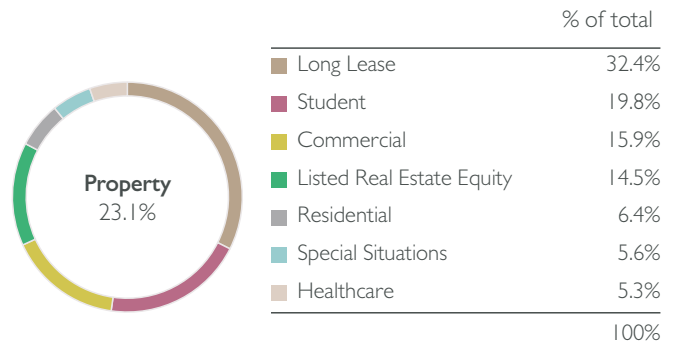 % of total
Long Lease 32.4%
Student 19.8%
Commercial 15.9%
Listed Real Estate Equity 14.5%
Residential 6.4%
Special Situations 5.6%
Healthcare 5.3%
100%
Property
23.1%